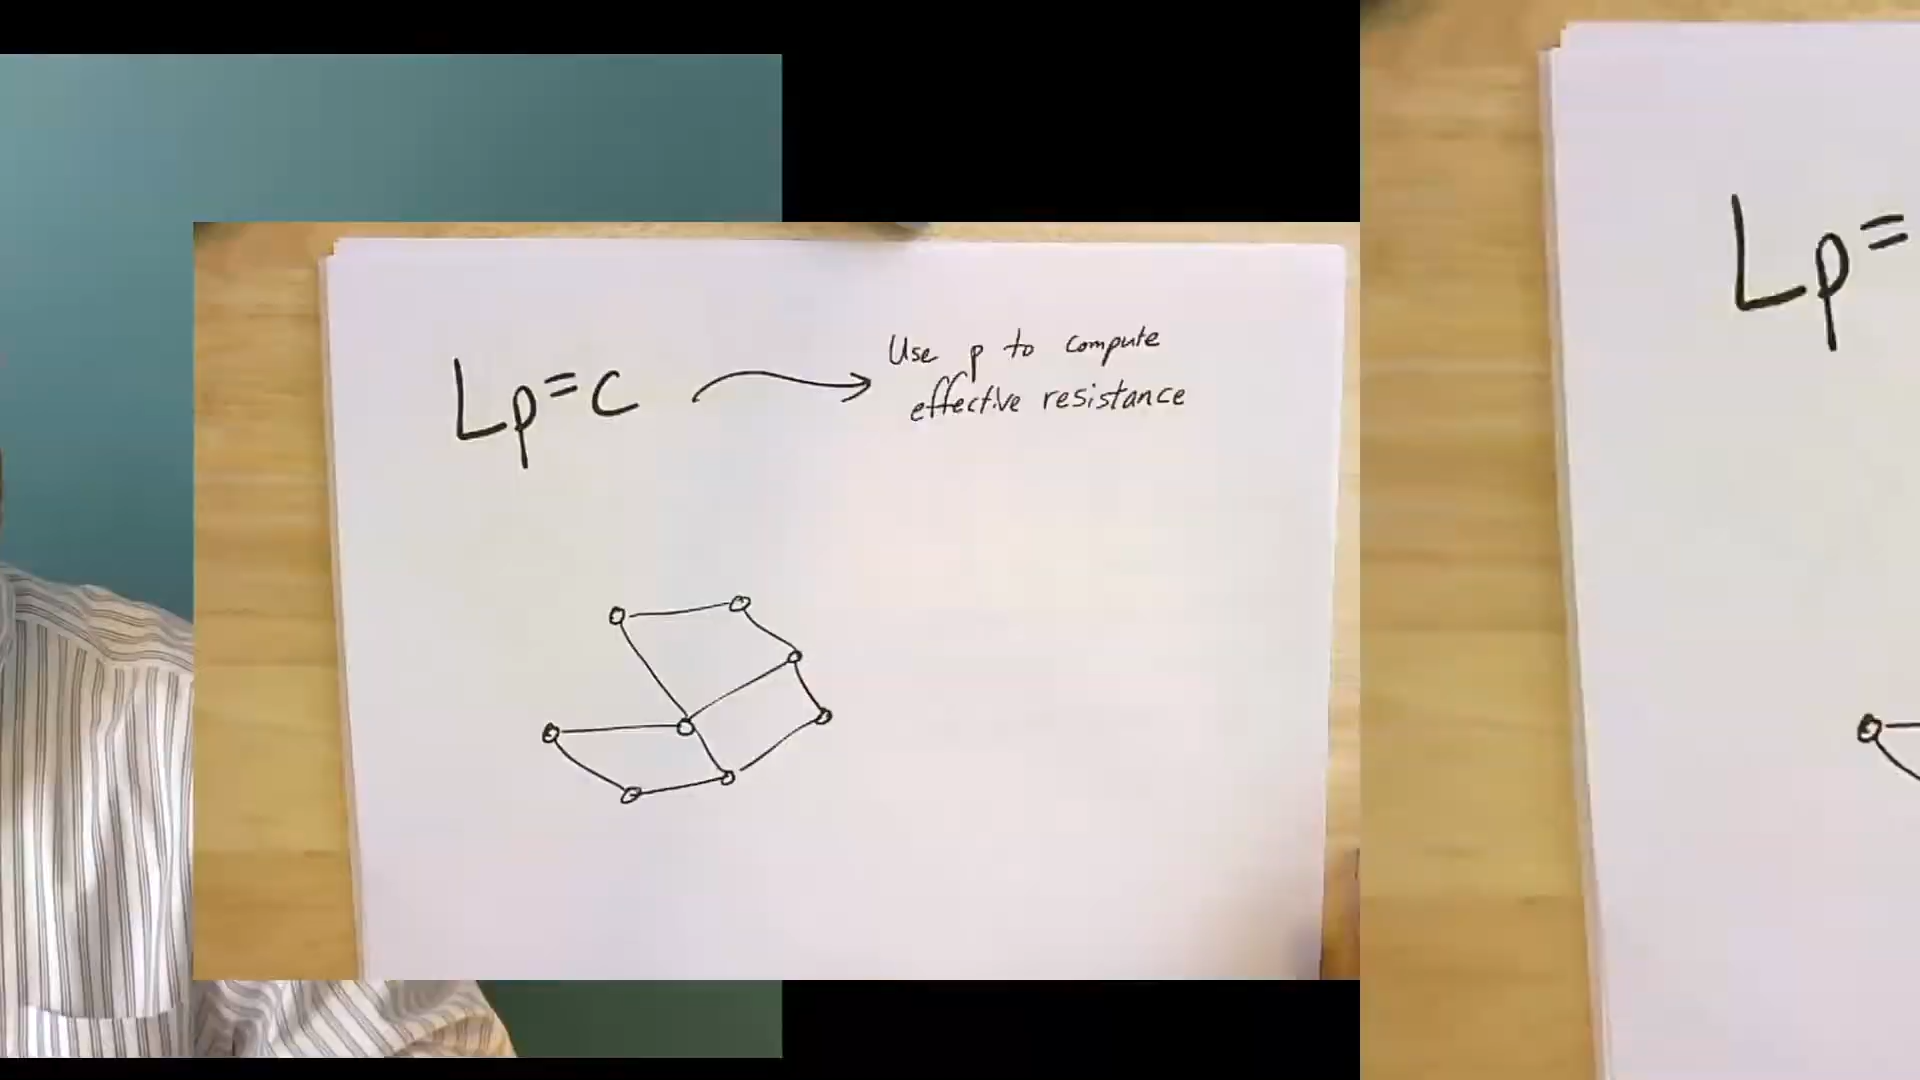 Lp=c
Use p to compute
effective resistance
Lp=